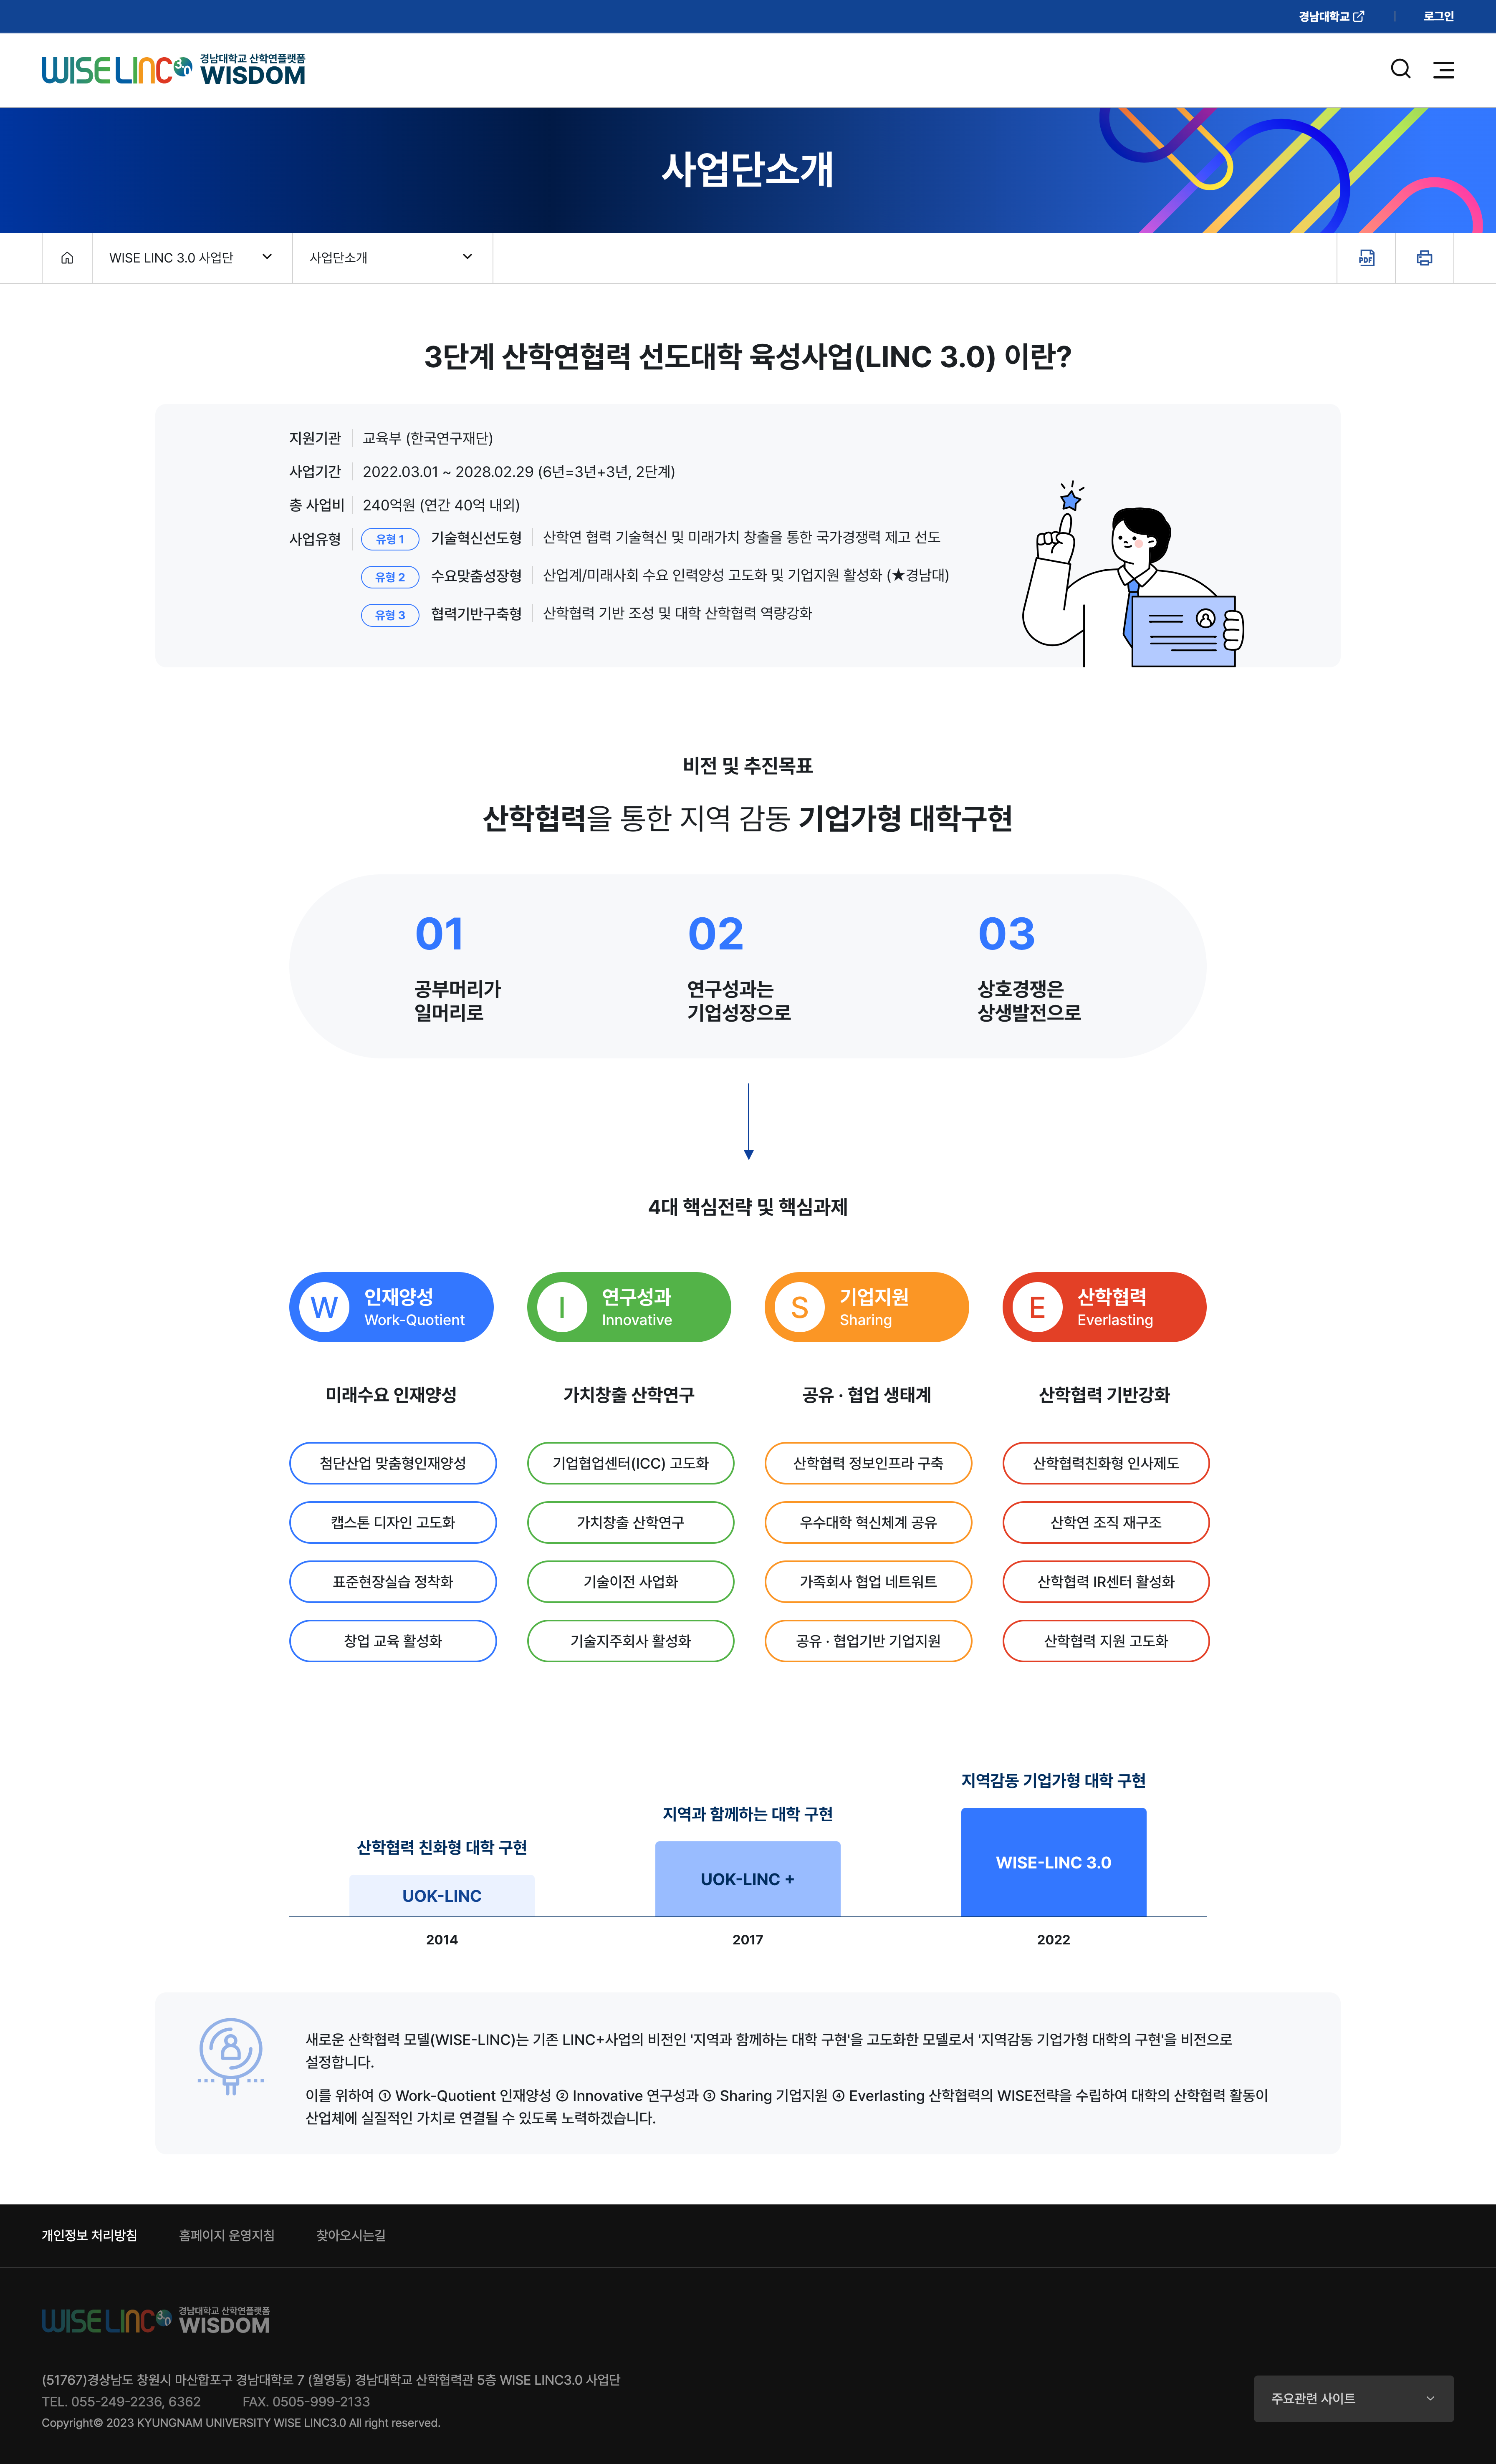 경남대학교
로그인
WISE LINC 3.0 경남대학교 산학연플랫폼
WISDOM
사업단소개
WISE LINC 3.0 사업단
사업단소개
PDF
3단계 산학연협력 선도대학 육성사업(LINC 3.0) 이란?
지원기관 교육부 (한국연구재단)
사업기간 2022.03.01 ~ 2028.02.29 (6년=3년+3년, 2단계)
총 사업비 240억원 (연간 40억 내외)
사업유형 유형 1 기술혁신선도형 산학연 협력 기술혁신 및 미래가치 창출을 통한 국가경쟁력 제고 선도
유형 2 수요맞춤성장형 산업계/미래사회 수요 인력양성 고도화 및 기업지원 활성화 (★경남대)
유형 3 협력기반구축형 산학협력 기반 조성 및 대학 산학협력 역량강화
비전 및 추진목표
산학협력을 통한 지역 감동 기업가형 대학구현
01
공부머리가
일머리로
02
연구성과는
기업성장으로
03
상호경쟁은
상생발전으로
4대 핵심전략 및 핵심과제
W 인재양성
Work-Quotient
I 연구성과
Innovative
S 기업지원
Sharing
E 산학협력
Everlasting
미래수요 인재양성
가치창출 산학연구
공유 · 협업 생태계
산학협력 기반강화
첨단산업 맞춤형인재양성
기업협업센터(ICC) 고도화
산학협력 정보인프라 구축
산학협력친화형 인사제도
캡스톤 디자인 고도화
가치창출 산학연구
우수대학 혁신체계 공유
산학연 조직 재구조
표준현장실습 정착화
기술이전 사업화
가족회사 협업 네트워트
산학협력 IR센터 활성화
창업 교육 활성화
기술지주회사 활성화
공유 · 협업기반 기업지원
산학협력 지원 고도화
산학협력 친화형 대학 구현
UOK-LINC
2014
지역과 함께하는 대학 구현
UOK-LINC +
2017
지역감동 기업가형 대학 구현
WISE-LINC 3.0
2022
새로운 산학협력 모델(WISE-LINC)는 기존 LINC+사업의 비전인 '지역과 함께하는 대학 구현'을 고도화한 모델로서 '지역감동 기업가형 대학의 구현'을 비전으로
설정합니다.
이를 위하여 ① Work-Quotient 인재양성 ② Innovative 연구성과 ③ Sharing 기업지원 ④ Everlasting 산학협력의 WISE전략을 수립하여 대학의 산학협력 활동이
산업체에 실질적인 가치로 연결될 수 있도록 노력하겠습니다.
개인정보 처리방침
홈페이지 운영지침
찾아오시는길
WISE LINC 3.0 경남대학교 산학연플랫폼
WISDOM
(51767)경상남도 창원시 마산합포구 경남대학로 7 (월영동) 경남대학교 산학협력관 5층 WISE LINC3.0 사업단
TEL. 055-249-2236, 6362 FAX. 0505-999-2133
Copyright© 2023 KYUNGNAM UNIVERSITY WISE LINC3.0 All right reserved.
주요관련 사이트